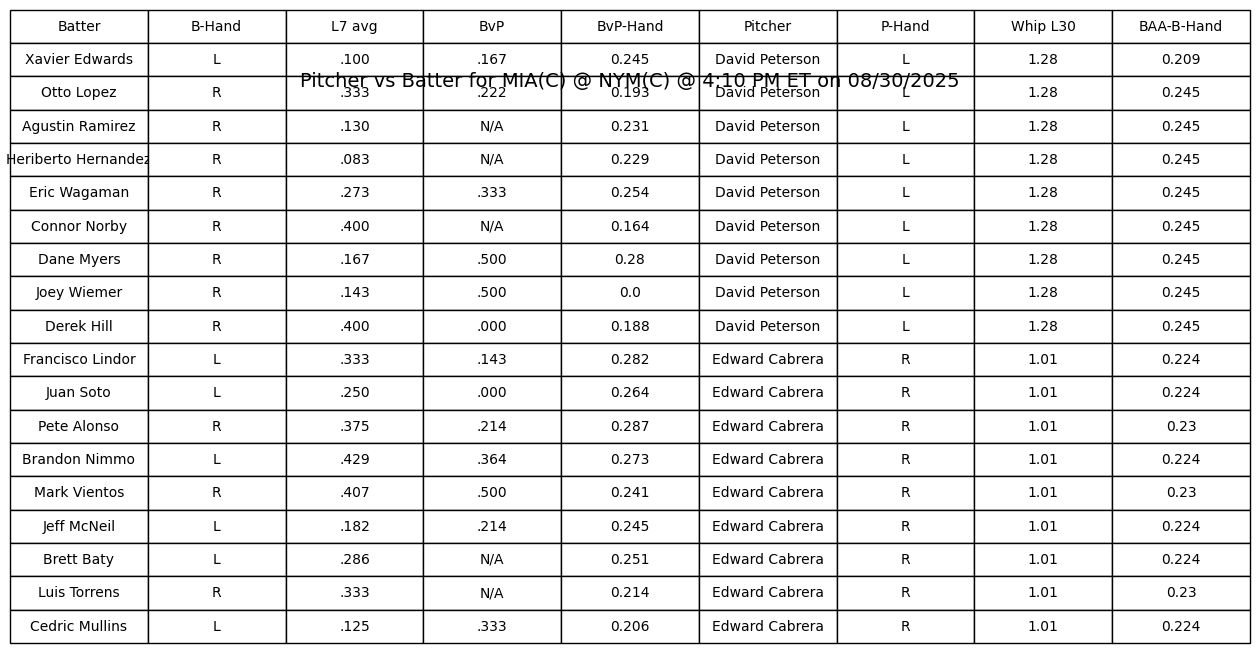 Batter B-Hand L7 avg BvP BvP-Hand Pitcher P-Hand Whip L30 BAA-B-Hand
Xavier Edwards L .100 .167 0.245 David Peterson L 1.28 0.209
Pitcher vs Batter for MIA(C) @ NYM(C) @ 4:10 PM ET on 08/30/2025
Otto Lopez R .333 .222 0.193 David Peterson L 1.28 0.245
Agustin Ramirez R .130 N/A 0.231 David Peterson L 1.28 0.245
Heriberto Hernandez R .083 N/A 0.229 David Peterson L 1.28 0.245
Eric Wagaman R .273 .333 0.254 David Peterson L 1.28 0.245
Connor Norby R .400 N/A 0.164 David Peterson L 1.28 0.245
Dane Myers R .167 .500 0.28 David Peterson L 1.28 0.245
Joey Wiemer R .143 .500 0.0 David Peterson L 1.28 0.245
Derek Hill R .400 .000 0.188 David Peterson L 1.28 0.245
Francisco Lindor L .333 .143 0.282 Edward Cabrera R 1.01 0.224
Juan Soto L .250 .000 0.264 Edward Cabrera R 1.01 0.224
Pete Alonso R .375 .214 0.287 Edward Cabrera R 1.01 0.23
Brandon Nimmo L .429 .364 0.273 Edward Cabrera R 1.01 0.224
Mark Vientos R .407 .500 0.241 Edward Cabrera R 1.01 0.23
Jeff McNeil L .182 .214 0.245 Edward Cabrera R 1.01 0.224
Brett Baty L .286 N/A 0.251 Edward Cabrera R 1.01 0.224
Luis Torrens R .333 N/A 0.214 Edward Cabrera R 1.01 0.23
Cedric Mullins L .125 .333 0.206 Edward Cabrera R 1.01 0.224